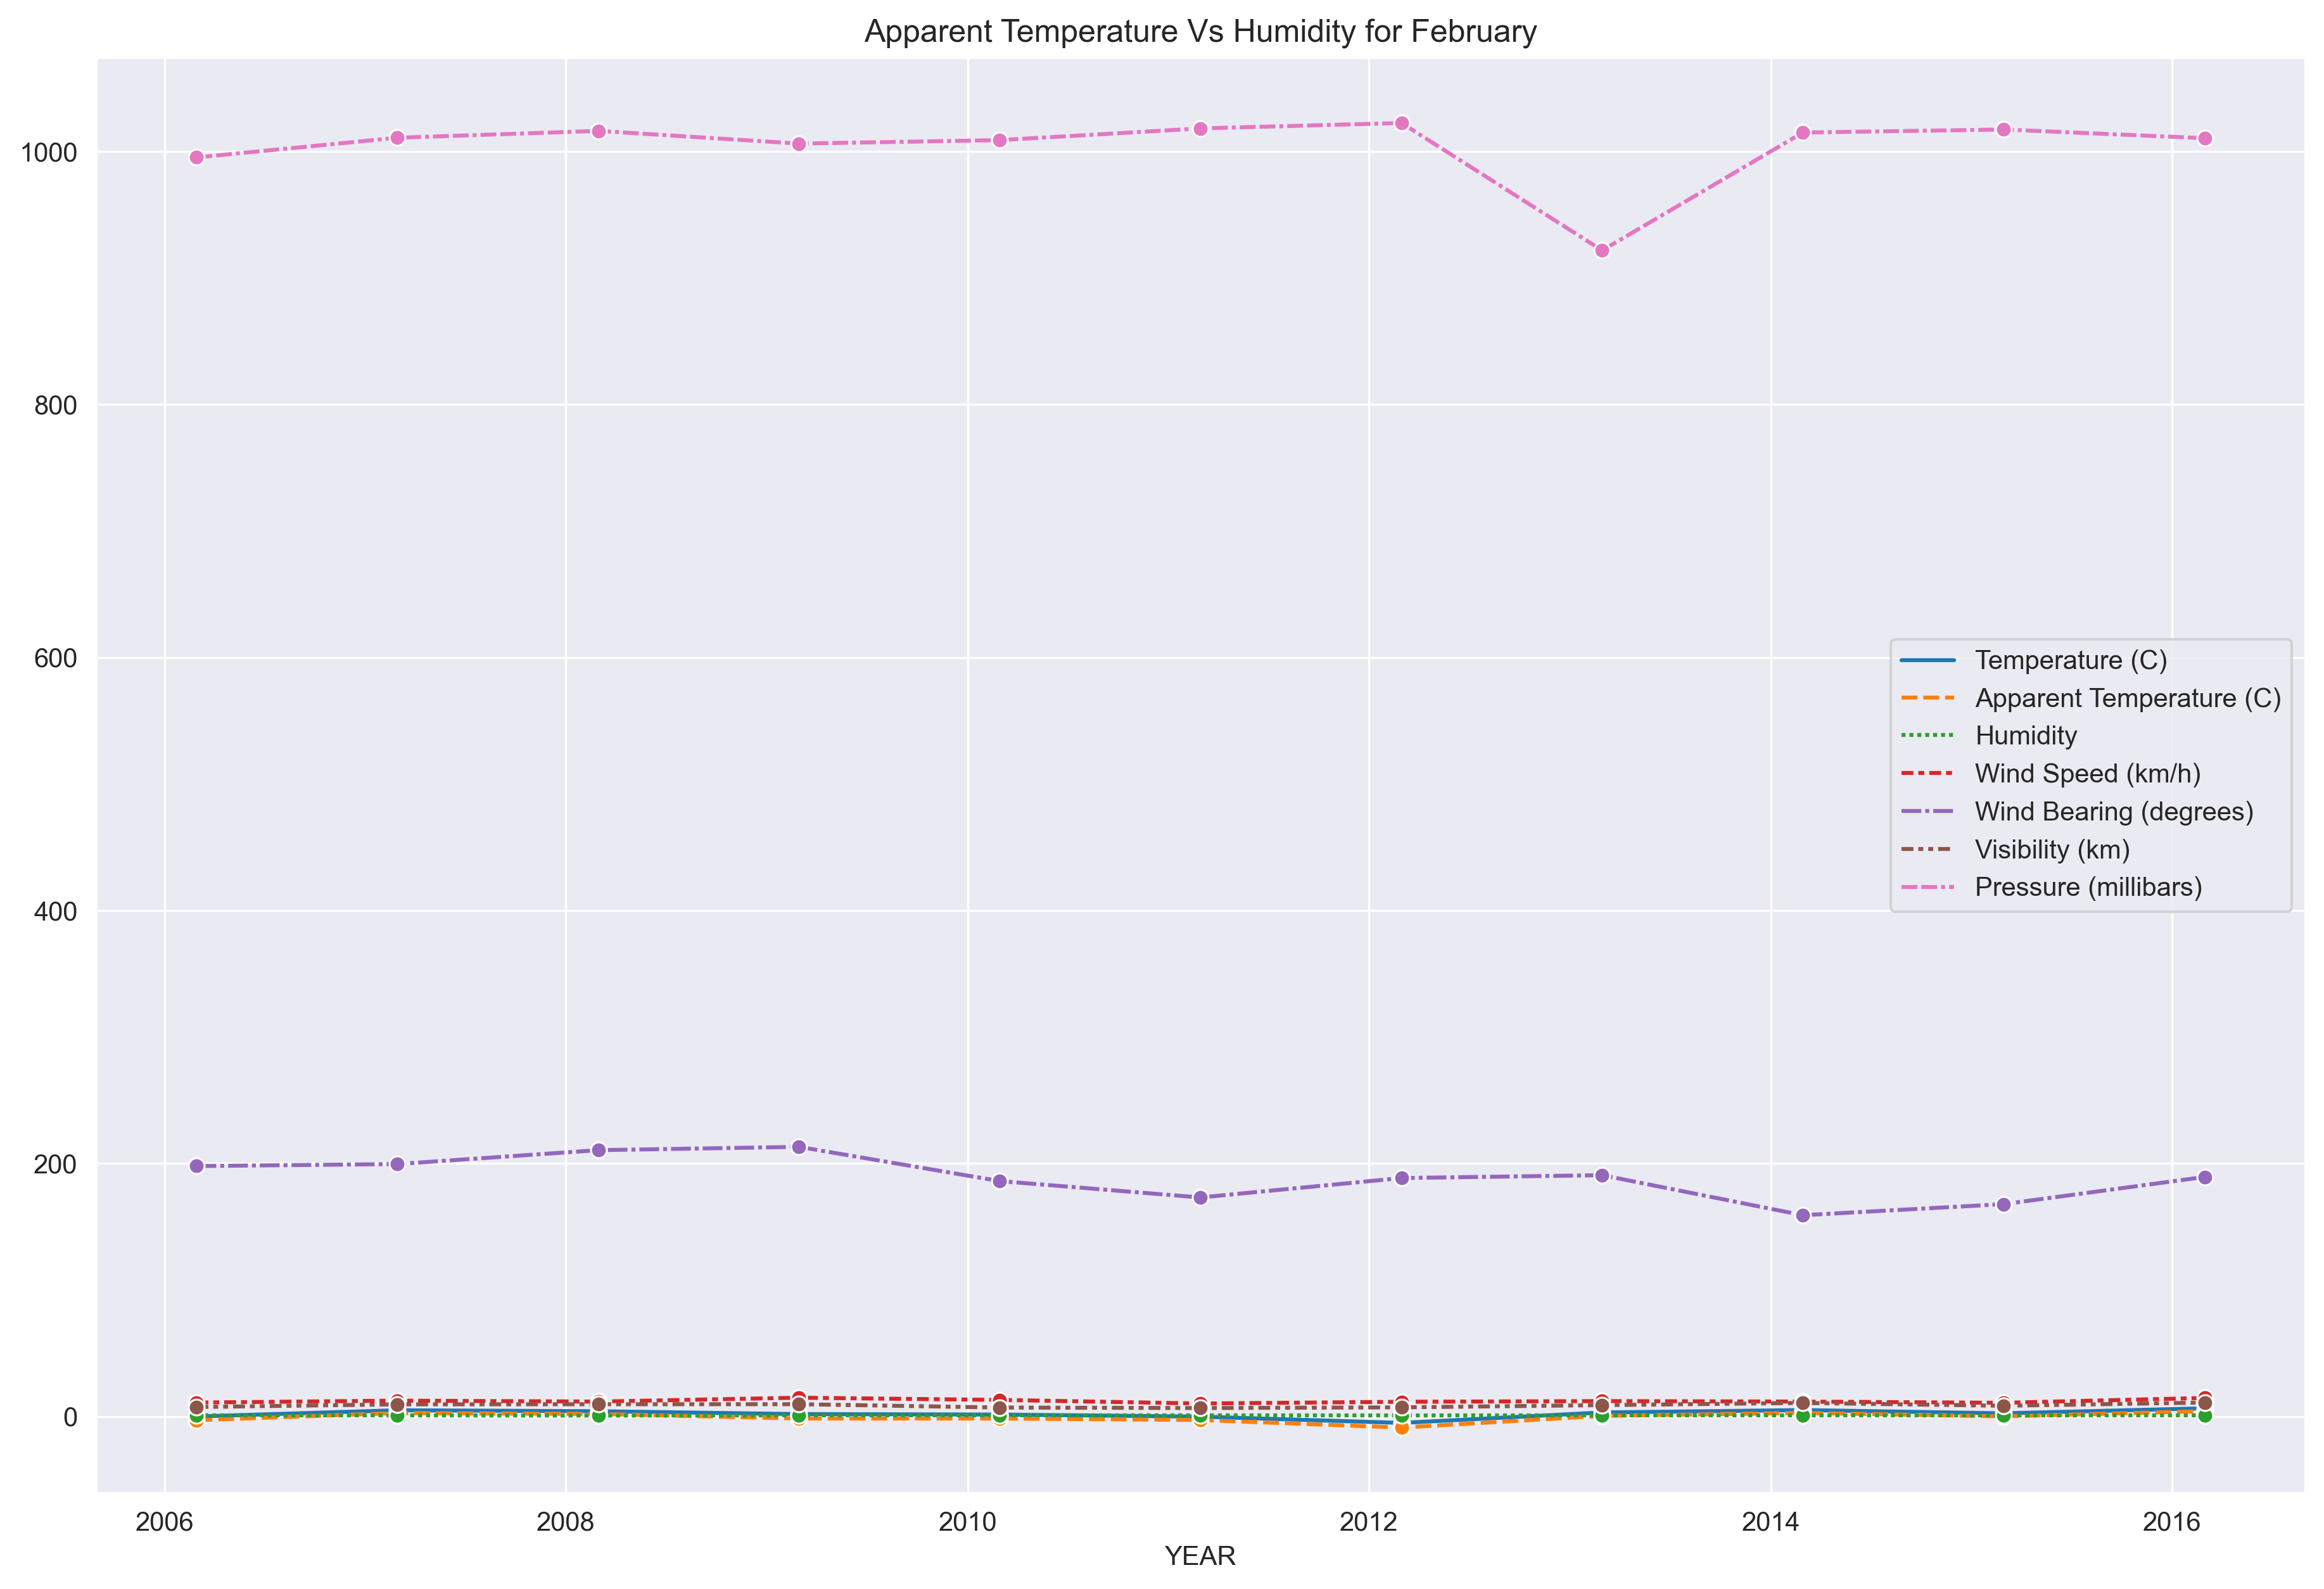 Apparent Temperature Vs Humidity for February
1000
800
600
400
200
0
Temperature (C)
Apparent Temperature (C)
Humidity
Wind Speed (km/h)
Wind Bearing (degrees)
Visibility (km)
Pressure (millibars)
2006 2008 2010 2012 2014 2016
YEAR